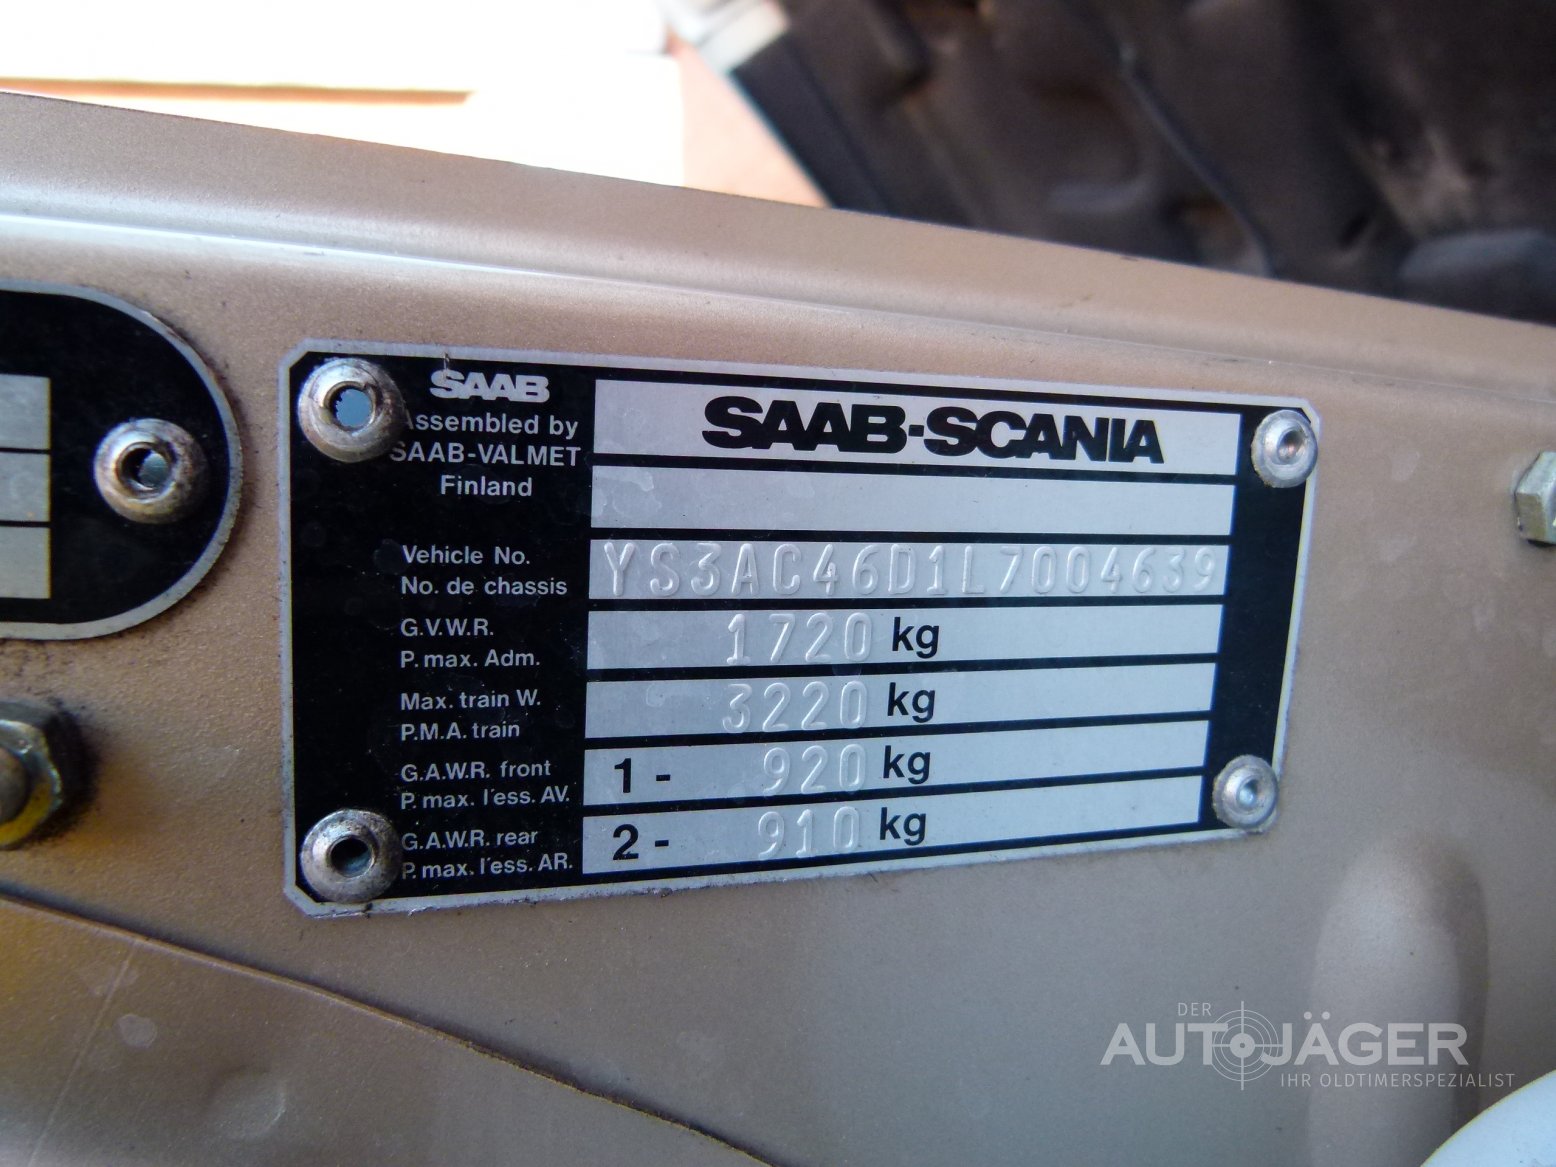 SAAB
Assembled by
SAAB-VALMET
Finland
SAAB-SCANIA
Vehicle No.
No. de chassis
YS3AC46D1L7004639
G.V.W.R.
P. max. Adm.
1720 kg
Max. train W.
P.M.A. train
3220 kg
G.A.W.R. front
P. max. l'ess. AV.
1 - 920 kg
G.A.W.R. rear
P. max. l'ess. AR.
2 - 910 kg
DER
AUTOJÄGER
IHR OLDTIMERSPEZIALIST